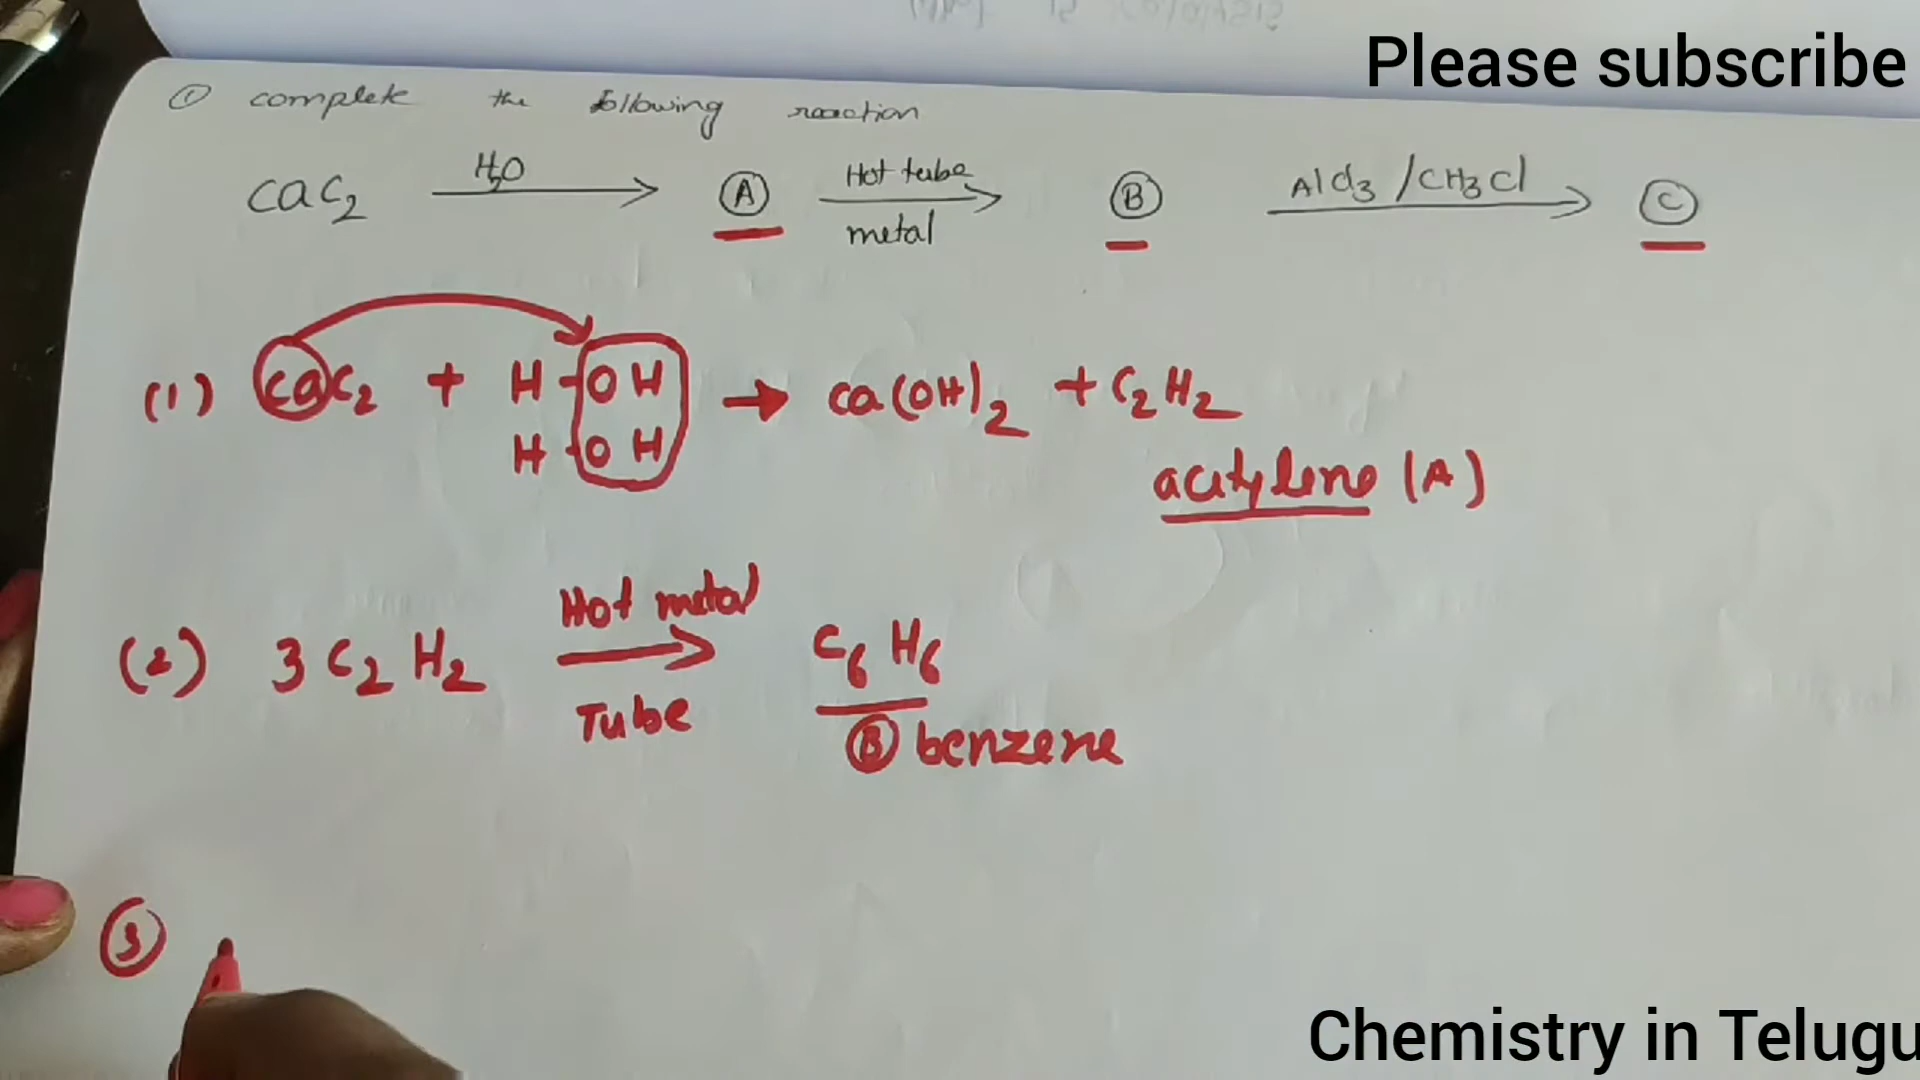 Please subscribe
① complete the following reaction
CaC₂ —H₂O→ Ⓐ —Hot tube / metal→ Ⓑ —AlCl₃ / CH₃Cl→ Ⓒ
(1) CaC₂ + H-OH → Ca(OH)₂ + C₂H₂
H-OH
acetylene (A)
Hot metal
(2) 3C₂H₂ → C₆H₆
Tube
Ⓑ benzene
③
Chemistry in Telugu